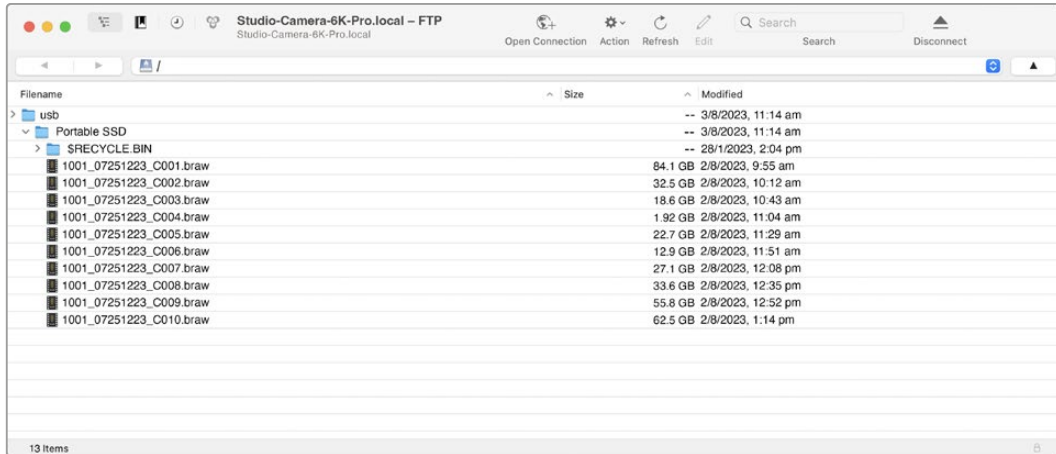 Studio-Camera-6K-Pro.local – FTP
Studio-Camera-6K-Pro.local
Open Connection Action Refresh Edit Search Search Disconnect
/
Filename Size Modified
usb -- 3/8/2023, 11:14 am
Portable SSD -- 3/8/2023, 11:14 am
$RECYCLE.BIN -- 28/1/2023, 2:04 pm
1001_07251223_C001.braw 84.1 GB 2/8/2023, 9:55 am
1001_07251223_C002.braw 32.5 GB 2/8/2023, 10:12 am
1001_07251223_C003.braw 18.6 GB 2/8/2023, 10:43 am
1001_07251223_C004.braw 1.92 GB 2/8/2023, 11:04 am
1001_07251223_C005.braw 22.7 GB 2/8/2023, 11:29 am
1001_07251223_C006.braw 12.9 GB 2/8/2023, 11:51 am
1001_07251223_C007.braw 27.1 GB 2/8/2023, 12:08 pm
1001_07251223_C008.braw 33.6 GB 2/8/2023, 12:35 pm
1001_07251223_C009.braw 55.8 GB 2/8/2023, 12:52 pm
1001_07251223_C010.braw 62.5 GB 2/8/2023, 1:14 pm
13 Items